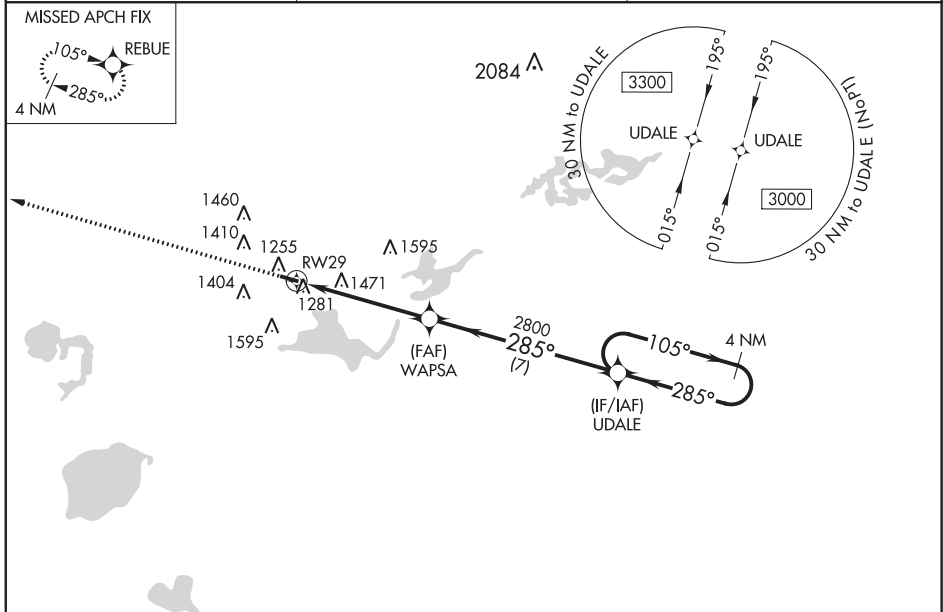 MISSED APCH FIX
105°
REBUE
285°
4 NM
2084
30 NM to UDALE
3300
195°
UDALE
015°
195°
UDALE
3000
015°
30 NM to UDALE (NoPT)
1460
1410
1255
RW29
1595
1404
1281
1471
1595
(FAF)
WAPSA
2800
285°
(7)
105°
4 NM
285°
(IF/IAF)
UDALE